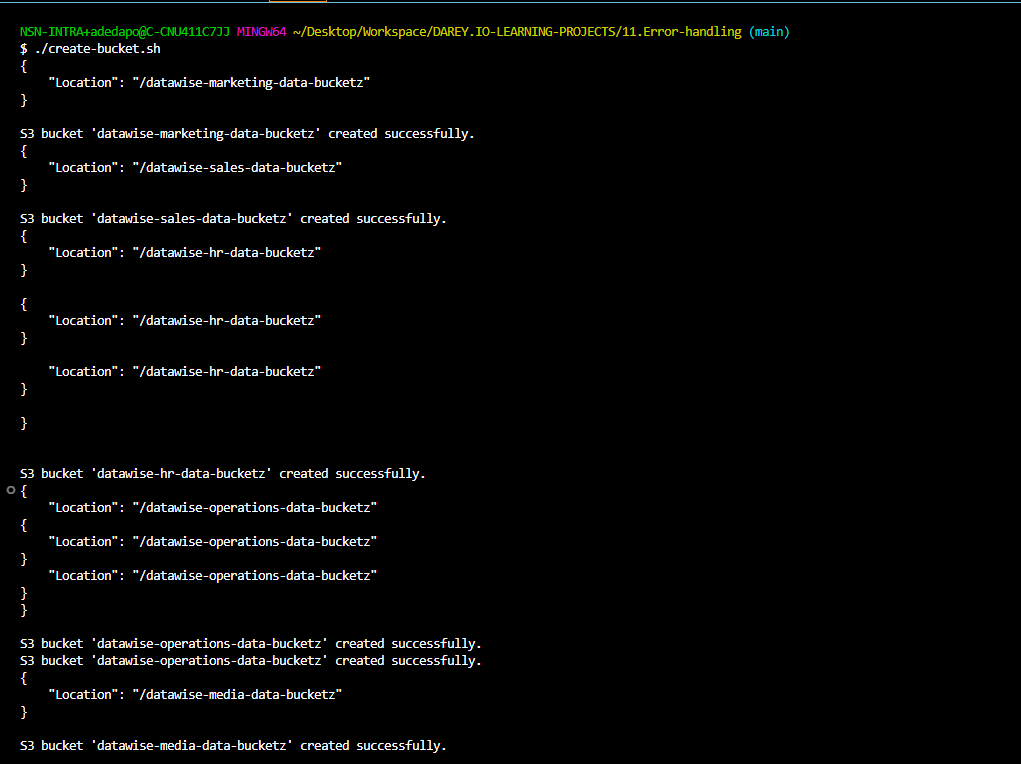 NSN-INTRA+adedapo@C-CNU411C7JJ MINGW64 ~/Desktop/Workspace/DAREY.IO-LEARNING-PROJECTS/11.Error-handling (main)
$ ./create-bucket.sh
{
    "Location": "/datawise-marketing-data-bucketz"
}
S3 bucket 'datawise-marketing-data-bucketz' created successfully.
{
    "Location": "/datawise-sales-data-bucketz"
}
S3 bucket 'datawise-sales-data-bucketz' created successfully.
{
    "Location": "/datawise-hr-data-bucketz"
}
{
    "Location": "/datawise-hr-data-bucketz"
}
    "Location": "/datawise-hr-data-bucketz"
}
}
S3 bucket 'datawise-hr-data-bucketz' created successfully.
{
    "Location": "/datawise-operations-data-bucketz"
{
    "Location": "/datawise-operations-data-bucketz"
}
    "Location": "/datawise-operations-data-bucketz"
}
}
S3 bucket 'datawise-operations-data-bucketz' created successfully.
S3 bucket 'datawise-operations-data-bucketz' created successfully.
{
    "Location": "/datawise-media-data-bucketz"
}
S3 bucket 'datawise-media-data-bucketz' created successfully.